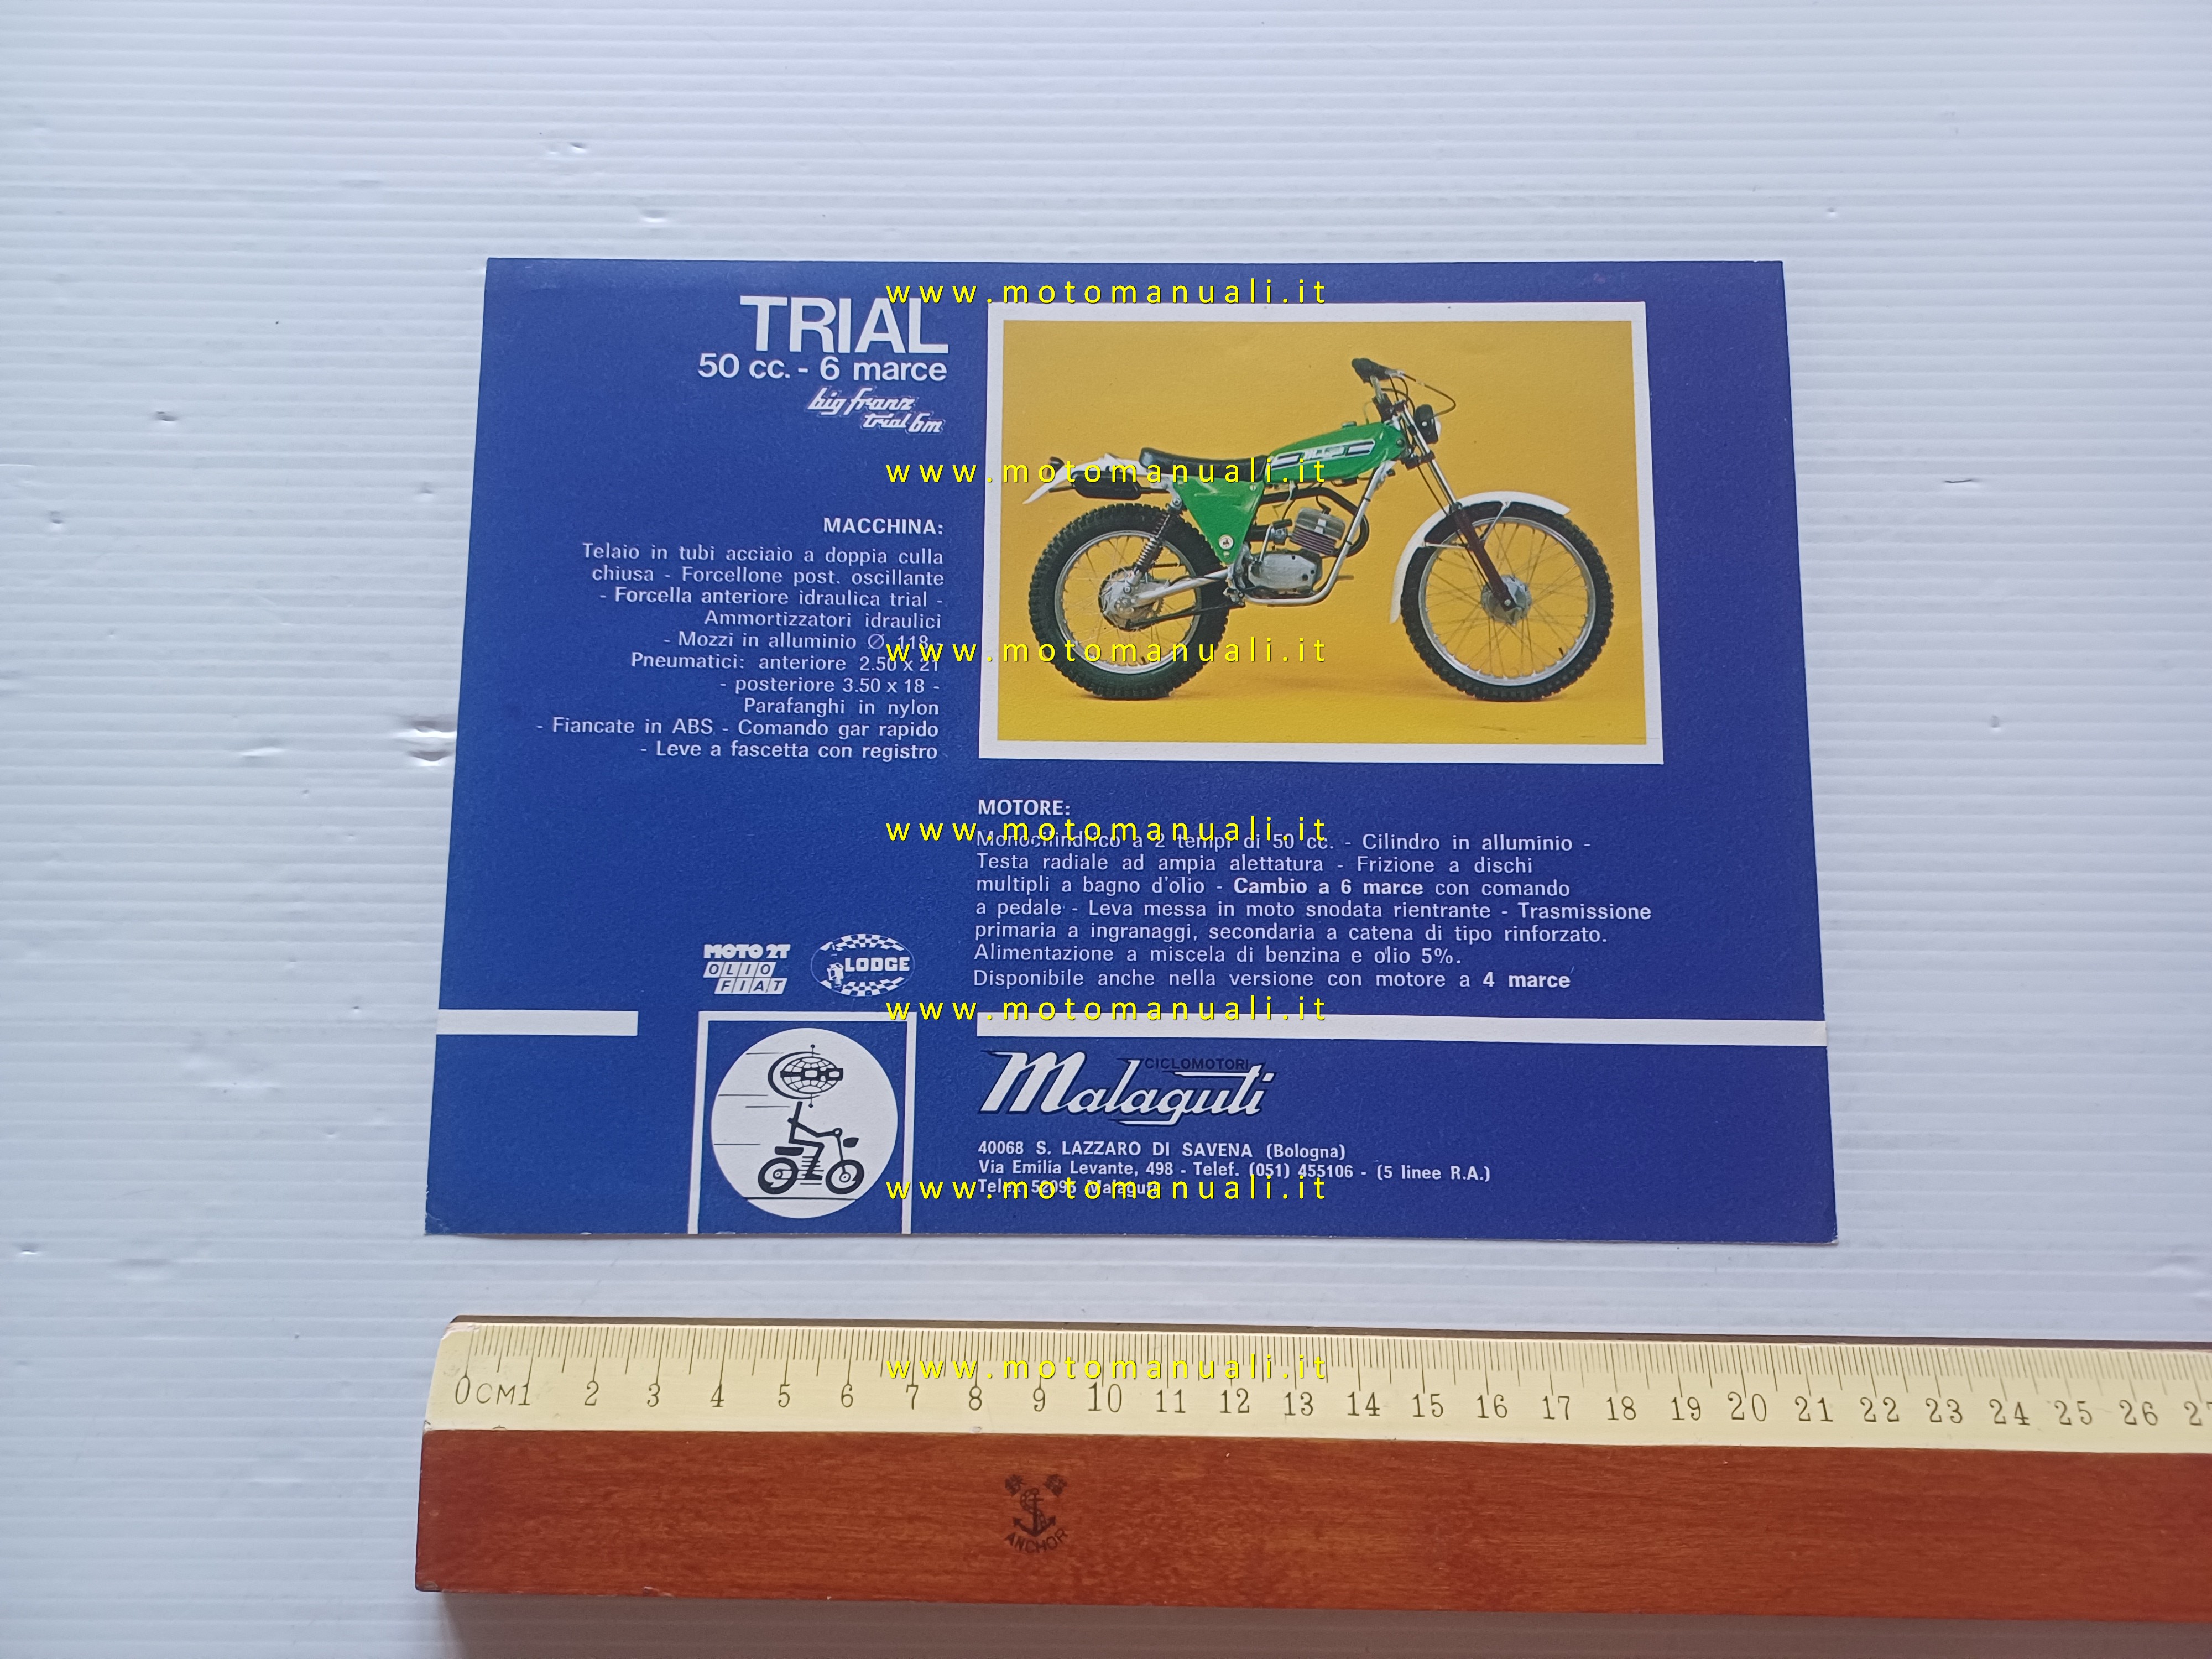 www.motomanuali.it
TRIAL
50 cc. - 6 marce
big franz
trial 6m
www.motomanuali.it
MACCHINA:
Telaio in tubi acciaio a doppia culla
chiusa - Forcellone post. oscillante
- Forcella anteriore idraulica trial -
Ammortizzatori idraulici
- Mozzi in alluminio Ø 118 -
www.motomanuali.it
Pneumatici: anteriore 2.50 x 21
- posteriore 3.50 x 18 -
Parafanghi in nylon
- Fiancate in ABS - Comando gar rapido
- Leve a fascetta con registro
MOTORE:
www.motomanuali.it
Monocilindrico a 2 tempi di 50 cc. - Cilindro in alluminio -
Testa radiale ad ampia alettatura - Frizione a dischi
multipli a bagno d'olio - Cambio a 6 marce con comando
a pedale - Leva messa in moto snodata rientrante - Trasmissione
primaria a ingranaggi, secondaria a catena di tipo rinforzato.
Alimentazione a miscela di benzina e olio 5%.
Disponibile anche nella versione con motore a 4 marce
MOTO 2T
OLIO
FIAT
LODGE
www.motomanuali.it
CICLOMOTORI
Malaguti
40068 S. LAZZARO DI SAVENA (Bologna)
Via Emilia Levante, 498 - Telef. (051) 455106 - (5 linee R.A.)
Telex 52095 Malaguti
www.motomanuali.it
www.motomanuali.it
0CM1 2 3 4 5 6 7 8 9 10 11 12 13 14 15 16 17 18 19 20 21 22 23 24 25 26
ANCHOR